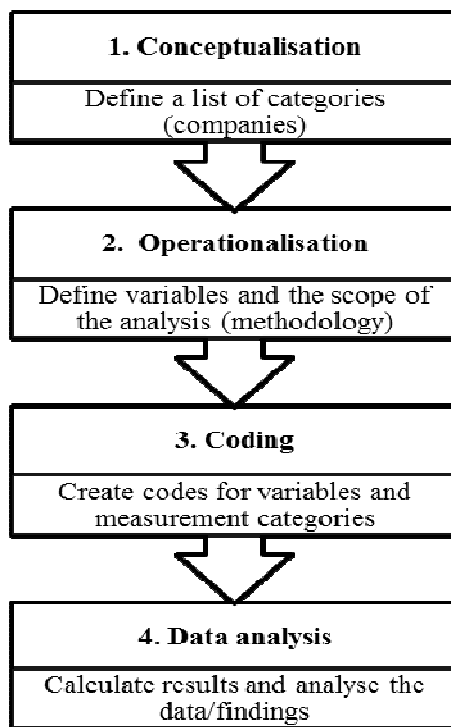 1. Conceptualisation
Define a list of categories
(companies)
2. Operationalisation
Define variables and the scope of
the analysis (methodology)
3. Coding
Create codes for variables and
measurement categories
4. Data analysis
Calculate results and analyse the
data/findings